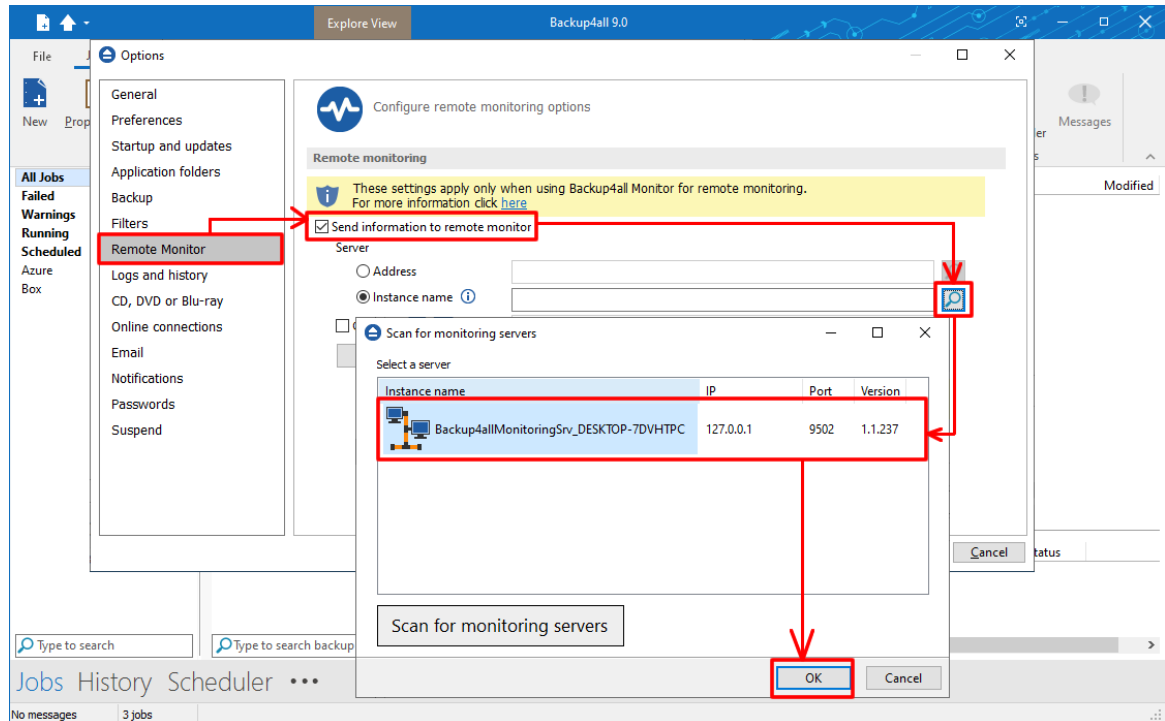 Explore View
Backup4all 9.0
File
New
Messages
All Jobs
Failed
Warnings
Running
Scheduled
Azure
Box
Modified
Options
General
Preferences
Startup and updates
Application folders
Backup
Filters
Remote Monitor
Logs and history
CD, DVD or Blu-ray
Online connections
Email
Notifications
Passwords
Suspend
Configure remote monitoring options
Remote monitoring
These settings apply only when using Backup4all Monitor for remote monitoring.
For more information click here
Send information to remote monitor
Server
Address
Instance name
Cancel
Scan for monitoring servers
Select a server
Instance name IP Port Version
Backup4allMonitoringSrv_DESKTOP-7DVHTPC 127.0.0.1 9502 1.1.237
Scan for monitoring servers
OK Cancel
Type to search
Type to search backup
Jobs History Scheduler •••
No messages 3 jobs